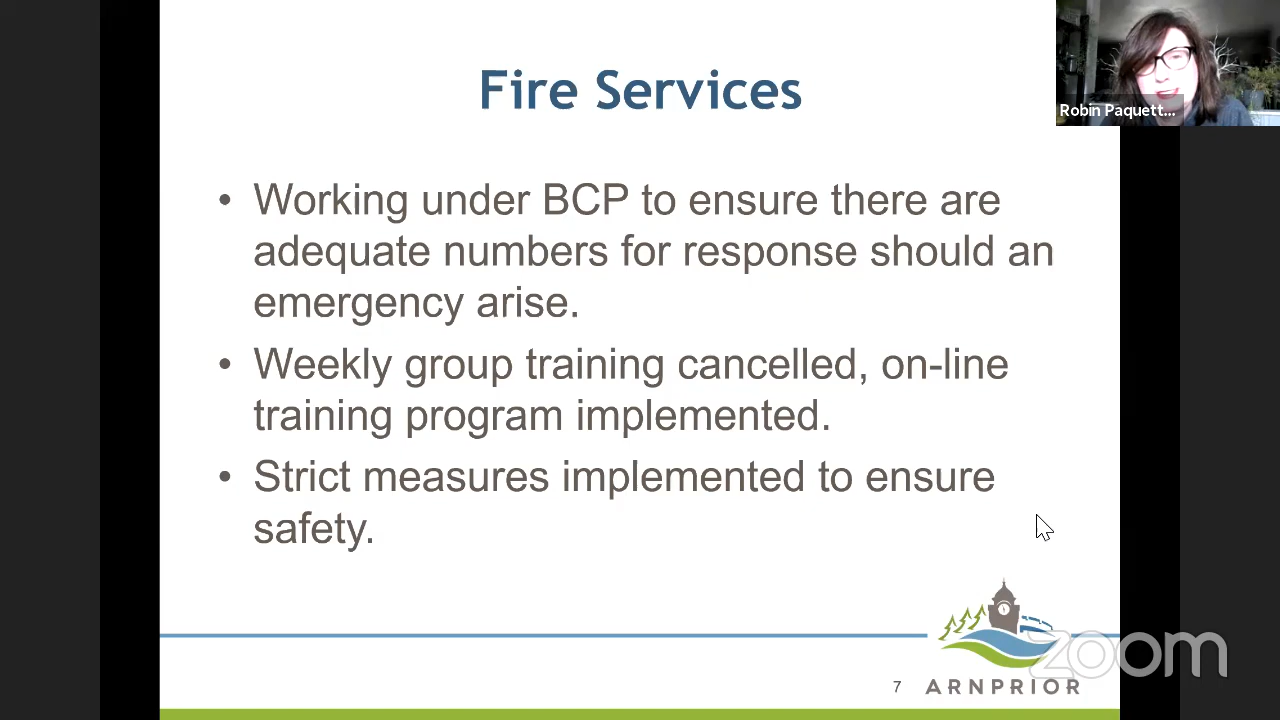 Fire Services
Robin Paquett...
• Working under BCP to ensure there are
adequate numbers for response should an
emergency arise.
• Weekly group training cancelled, on-line
training program implemented.
• Strict measures implemented to ensure
safety.
zoom
7
ARNPRIOR